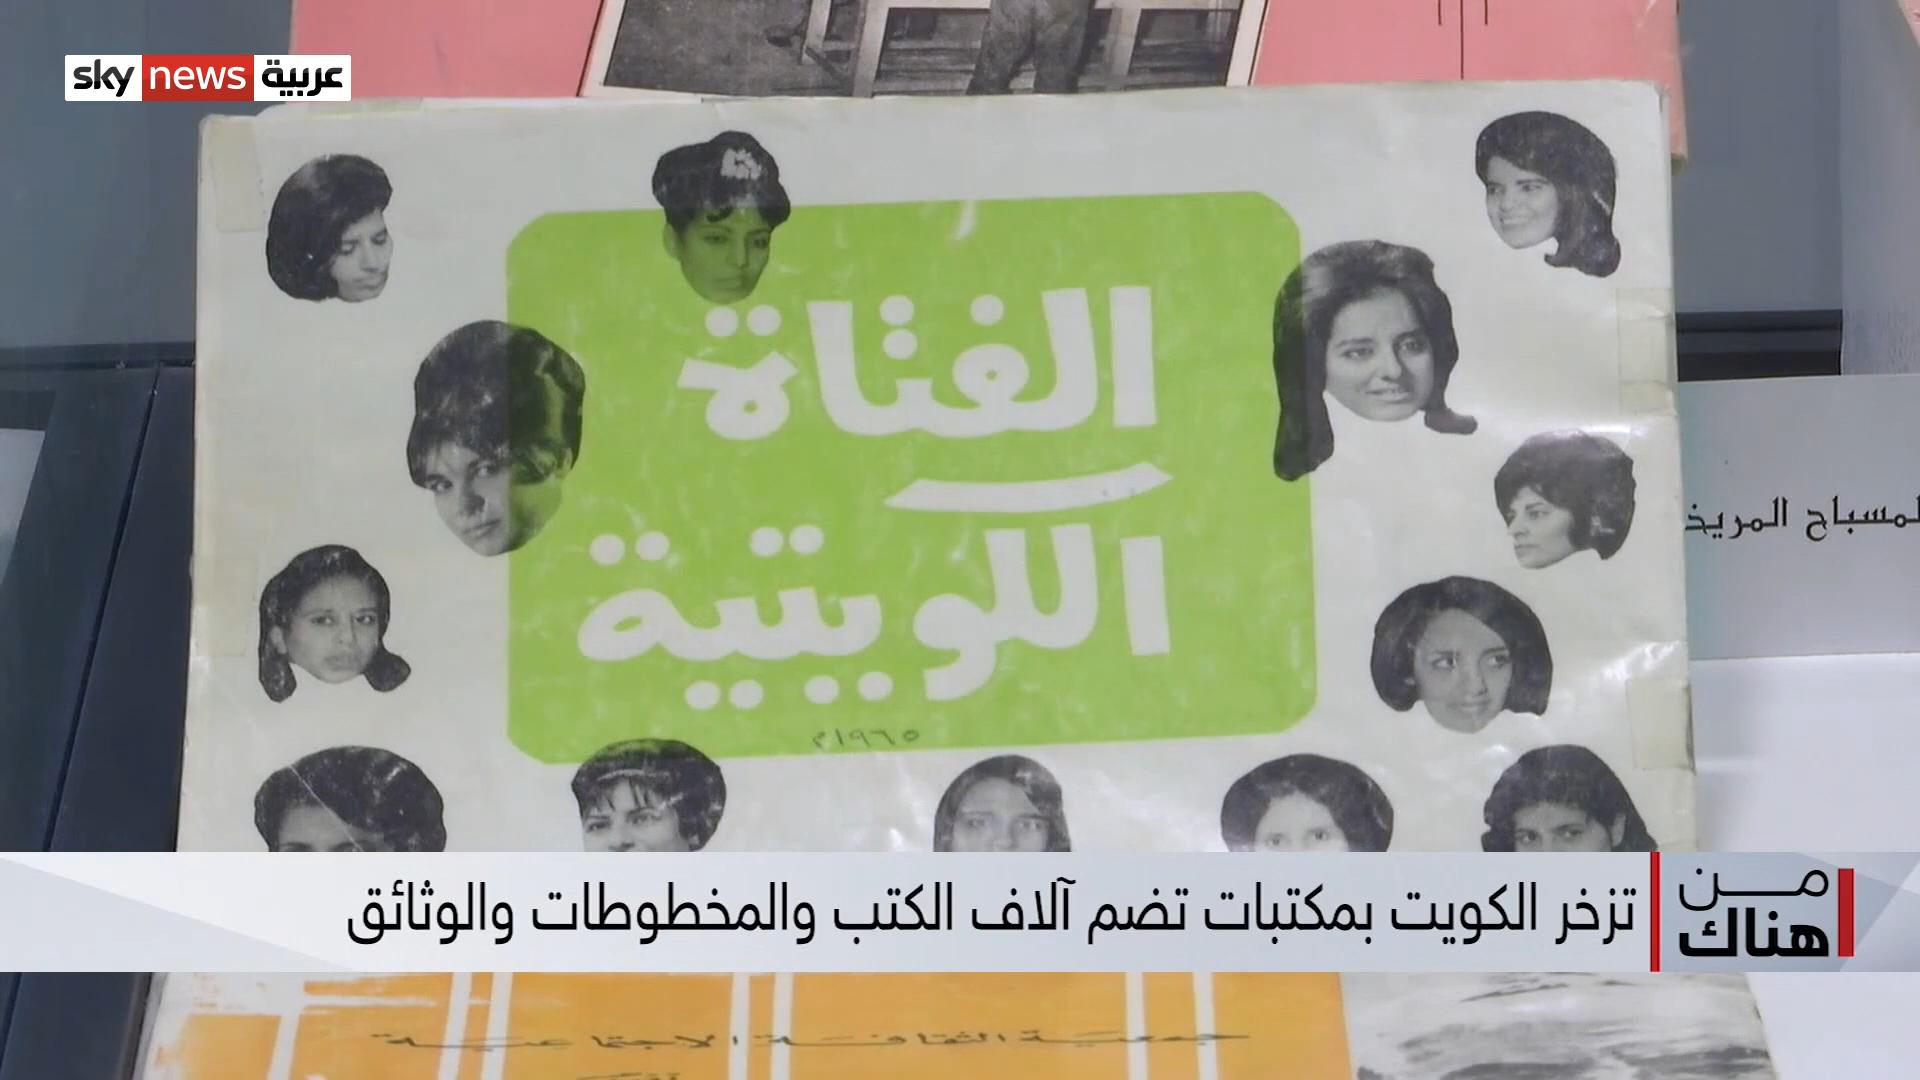 sky news عربية
الفتاة
الكويتية
١٩٦٥م
لمسباح المريخ
من
هناك
تزخر الكويت بمكتبات تضم آلاف الكتب والمخطوطات والوثائق
جمعية الثقافة الاجتماعية